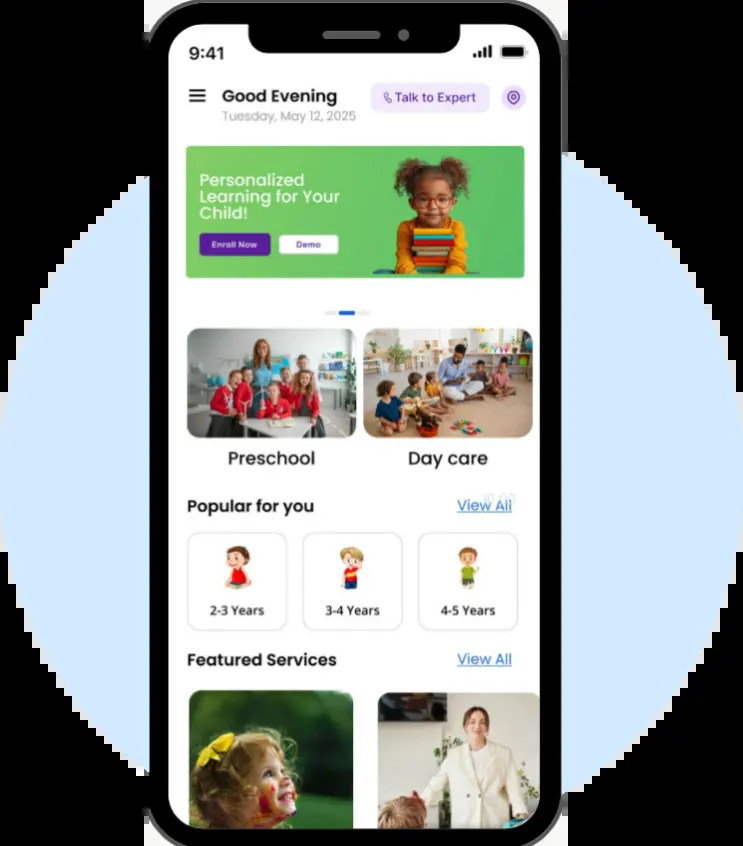 9:41
Good Evening
Talk to Expert
Tuesday, May 12, 2025
Personalized
Learning for Your
Child!
Enroll Now
Demo
Preschool
Day care
Popular for you
View All
2-3 Years
3-4 Years
4-5 Years
Featured Services
View All